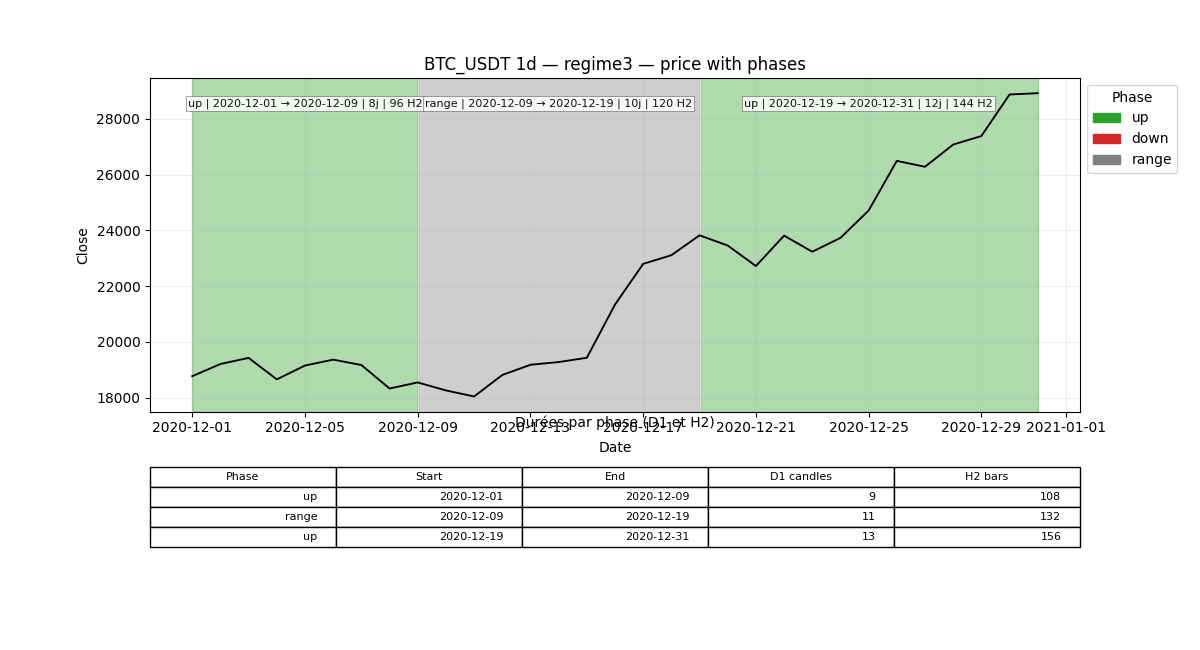 BTC_USDT 1d — regime3 — price with phases
up | 2020-12-01 → 2020-12-09 | 8j | 96 H2
range | 2020-12-09 → 2020-12-19 | 10j | 120 H2
up | 2020-12-19 → 2020-12-31 | 12j | 144 H2
Phase
up
down
range
Close
28000
26000
24000
22000
20000
18000
2020-12-01 2020-12-05 2020-12-09 2020-12-13 2020-12-17 2020-12-21 2020-12-25 2020-12-29 2021-01-01
Durées par phase (D1 et H2)
Date
Phase Start End D1 candles H2 bars
up 2020-12-01 2020-12-09 9 108
range 2020-12-09 2020-12-19 11 132
up 2020-12-19 2020-12-31 13 156